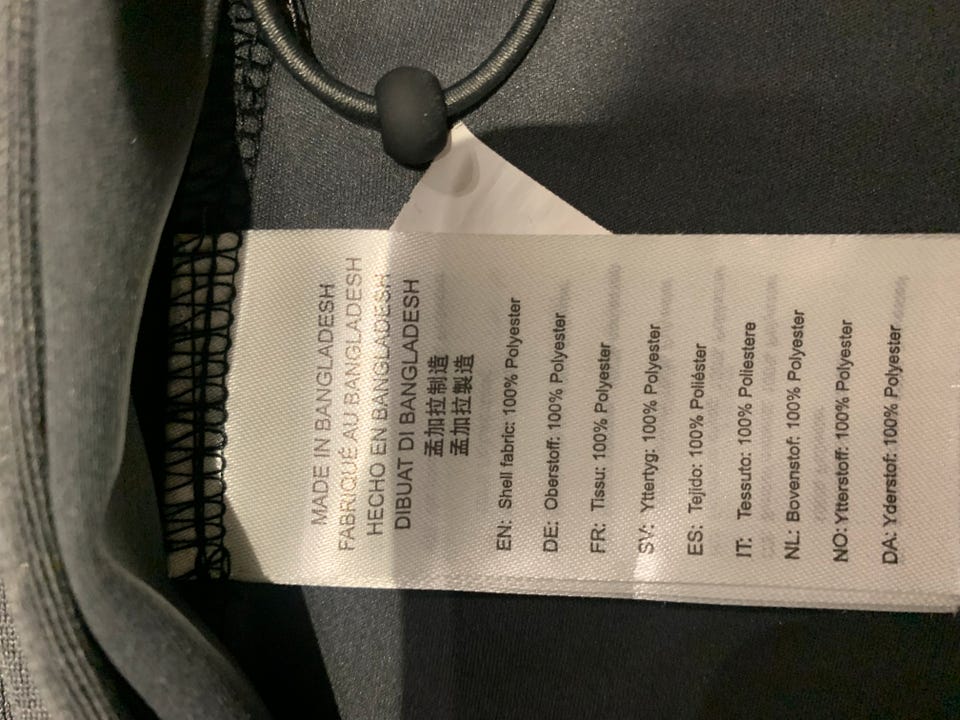 MADE IN BANGLADESH
FABRIQUÉ AU BANGLADESH
HECHO EN BANGLADESH
DIBUAT DI BANGLADESH
孟加拉制造
孟加拉製造
EN: Shell fabric: 100% Polyester
DE: Oberstoff: 100% Polyester
FR: Tissu: 100% Polyester
SV: Yttertyg: 100% Polyester
ES: Tejido: 100% Poliéster
IT: Tessuto: 100% Poliestere
NL: Bovenstof: 100% Polyester
NO: Ytterstoff: 100% Polyester
DA: Yderstof: 100% Polyester